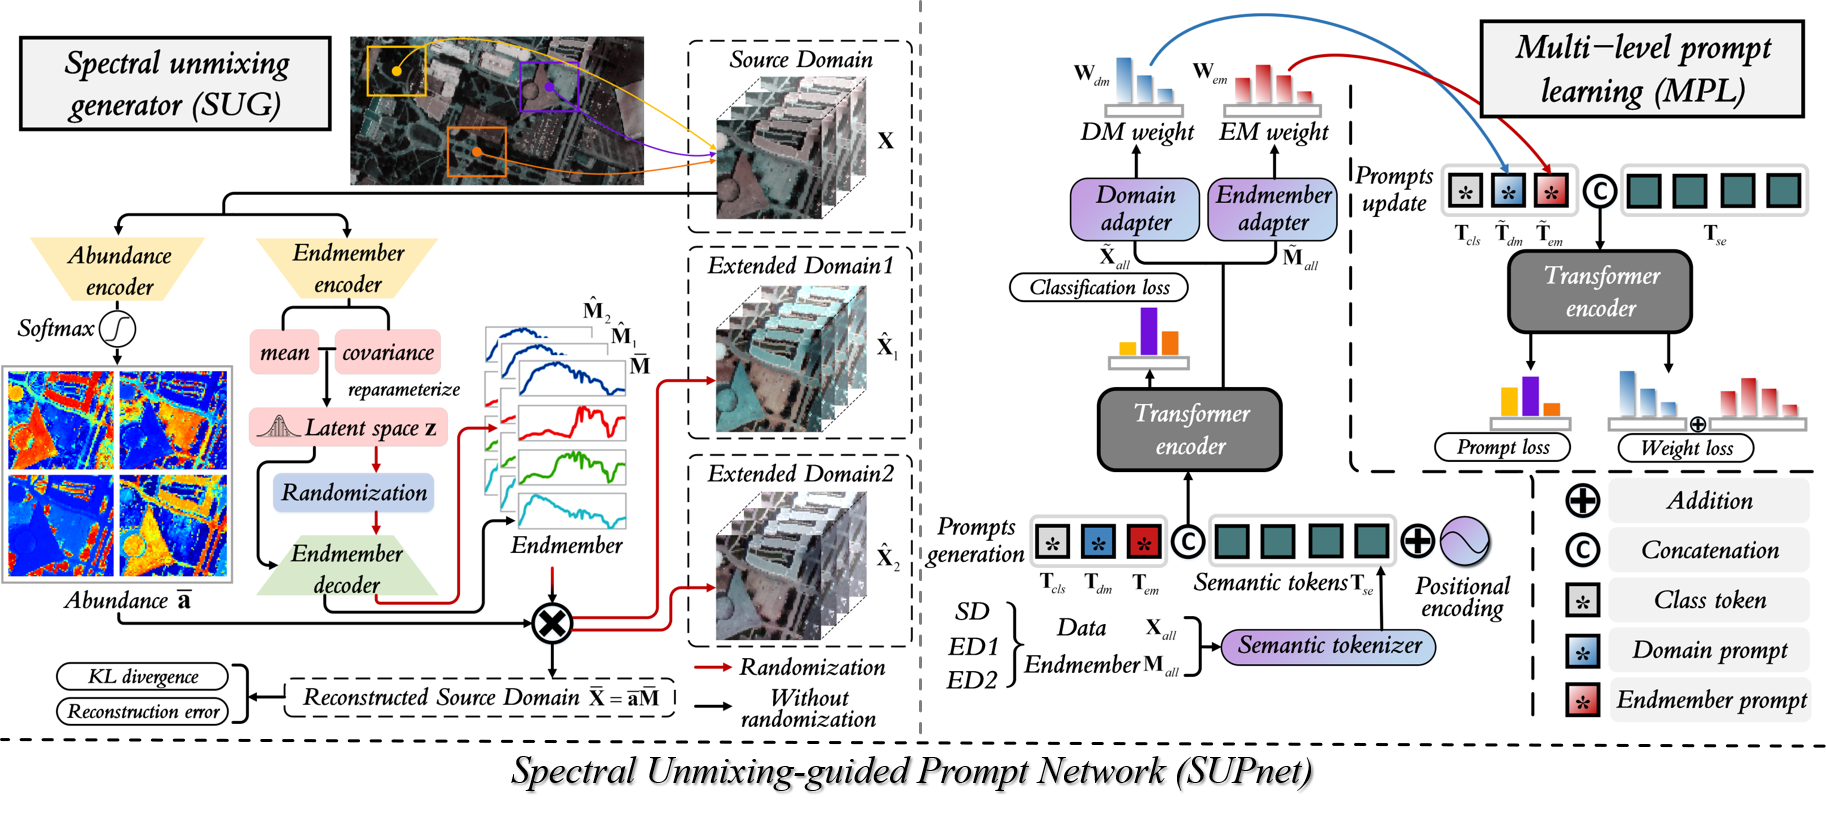 Spectral unmixing
generator (SUG)
Source Domain
X
Abundance
encoder
Endmember
encoder
Softmax
mean
covariance
reparameterize
Latent space z
Randomization
Endmember
decoder
Abundance a̅
M̂₂
M̂₁
M̅
Endmember
Extended Domain1
X̂₁
Extended Domain2
X̂₂
Randomization
Without
randomization
KL divergence
Reconstruction error
Reconstructed Source Domain X̅ = a̅M̅
Multi-level prompt
learning (MPL)
W_dm
DM weight
W_em
EM weight
Domain
adapter
Endmember
adapter
X̃_all
M̃_all
Classification loss
Transformer
encoder
Prompts
generation
* * *
C
T_cls T_dm T_em
Semantic tokens T_se
Positional
encoding
SD
ED1
ED2
Data X_all
Endmember M_all
Semantic tokenizer
Prompts
update
* * *
C
T_cls T̃_dm T̃_em
T_se
Transformer
encoder
Prompt loss
Weight loss
+ Addition
C Concatenation
* Class token
* Domain prompt
* Endmember prompt
Spectral Unmixing-guided Prompt Network (SUPnet)